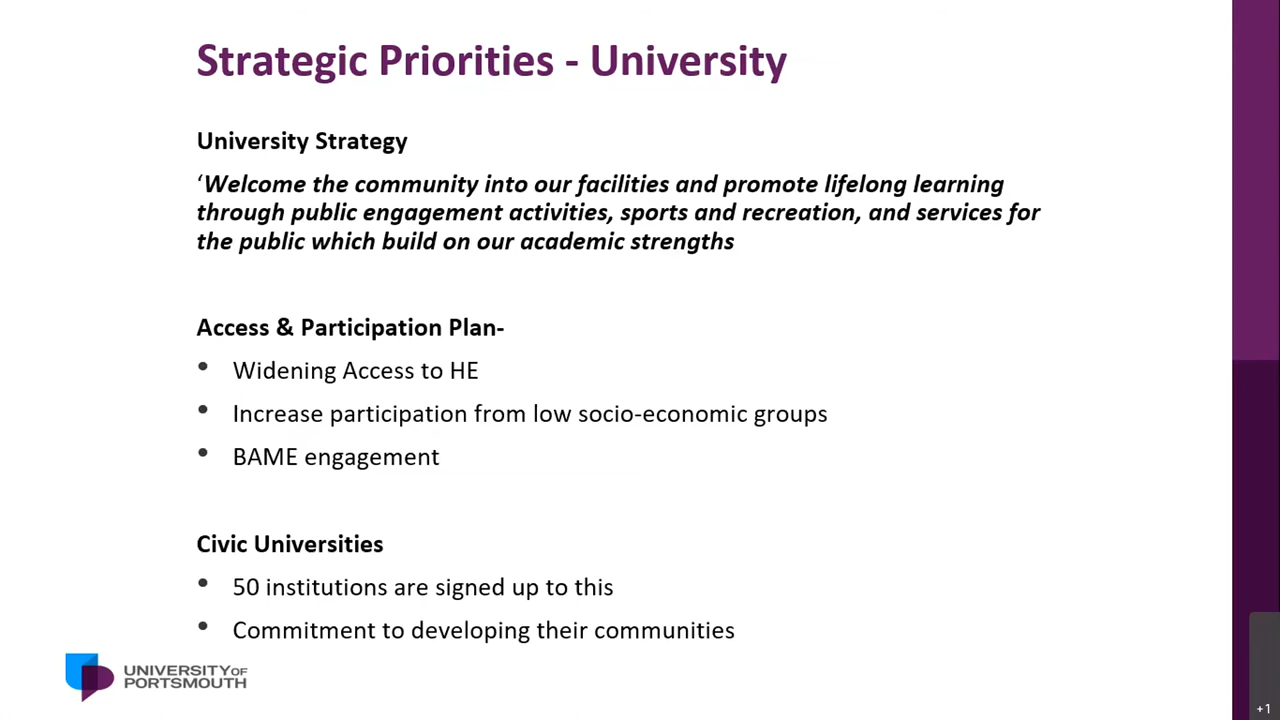 Strategic Priorities - University
University Strategy
‘Welcome the community into our facilities and promote lifelong learning
through public engagement activities, sports and recreation, and services for
the public which build on our academic strengths
Access & Participation Plan-
• Widening Access to HE
• Increase participation from low socio-economic groups
• BAME engagement
Civic Universities
• 50 institutions are signed up to this
• Commitment to developing their communities
UNIVERSITY OF
PORTSMOUTH
+1